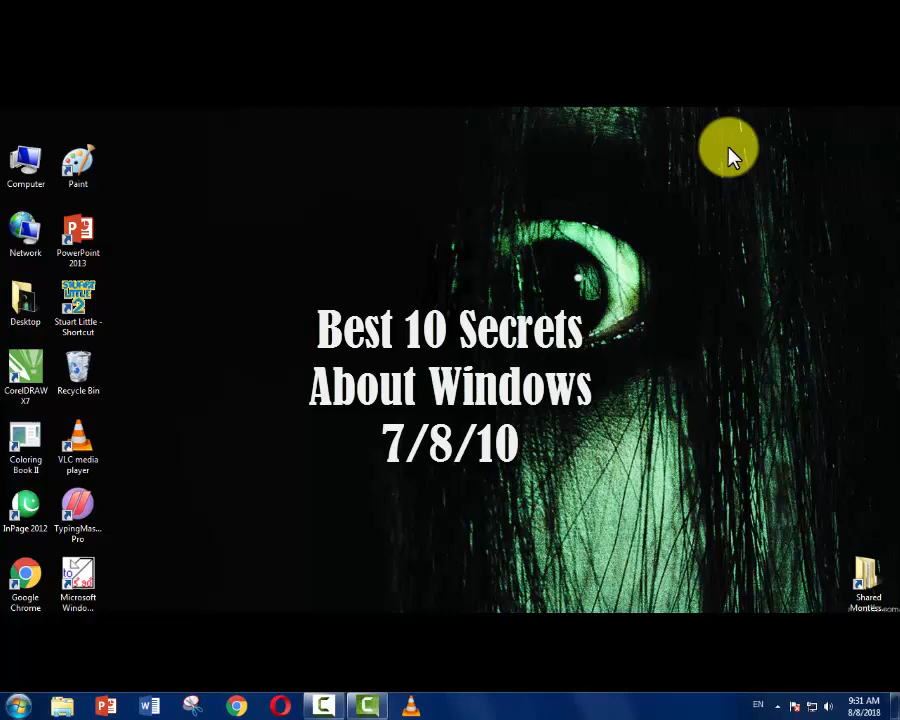 Computer
Paint
Network
PowerPoint
2013
Desktop
Stuart Little -
Shortcut
CorelDRAW
X7
Recycle Bin
Coloring
Book II
VLC media
player
InPage 2012
TypingMas...
Pro
Google
Chrome
Microsoft
Windo...
Best 10 Secrets
About Windows
7/8/10
Shared
EN
9:31 AM
8/8/2018